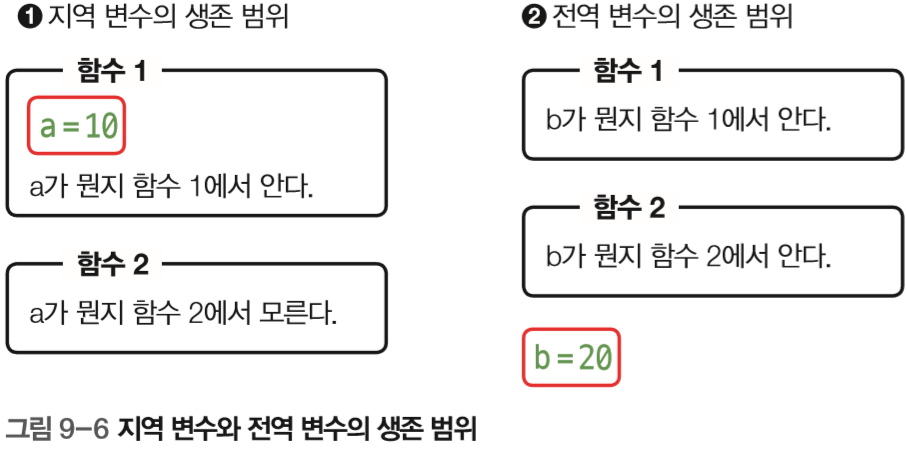 ❶ 지역 변수의 생존 범위
함수 1
a=10
a가 뭔지 함수 1에서 안다.
함수 2
a가 뭔지 함수 2에서 모른다.
❷ 전역 변수의 생존 범위
함수 1
b가 뭔지 함수 1에서 안다.
함수 2
b가 뭔지 함수 2에서 안다.
b=20
그림 9-6 지역 변수와 전역 변수의 생존 범위